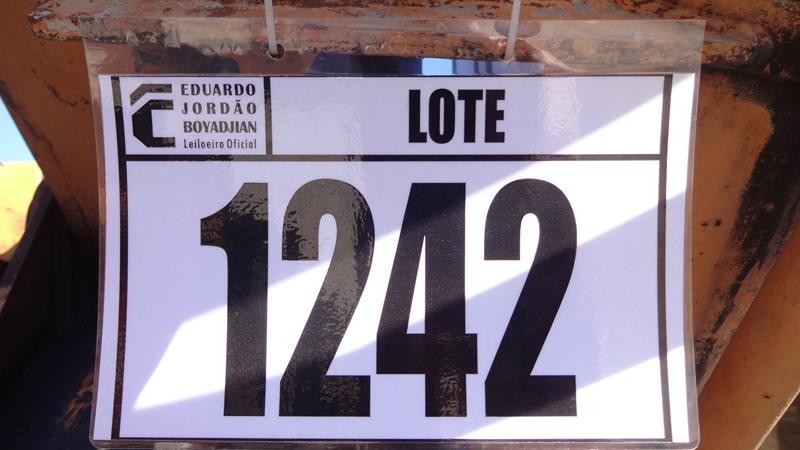 EDUARDO
JORDÃO
BOYADJIAN
Leiloeiro Oficial
LOTE
1242